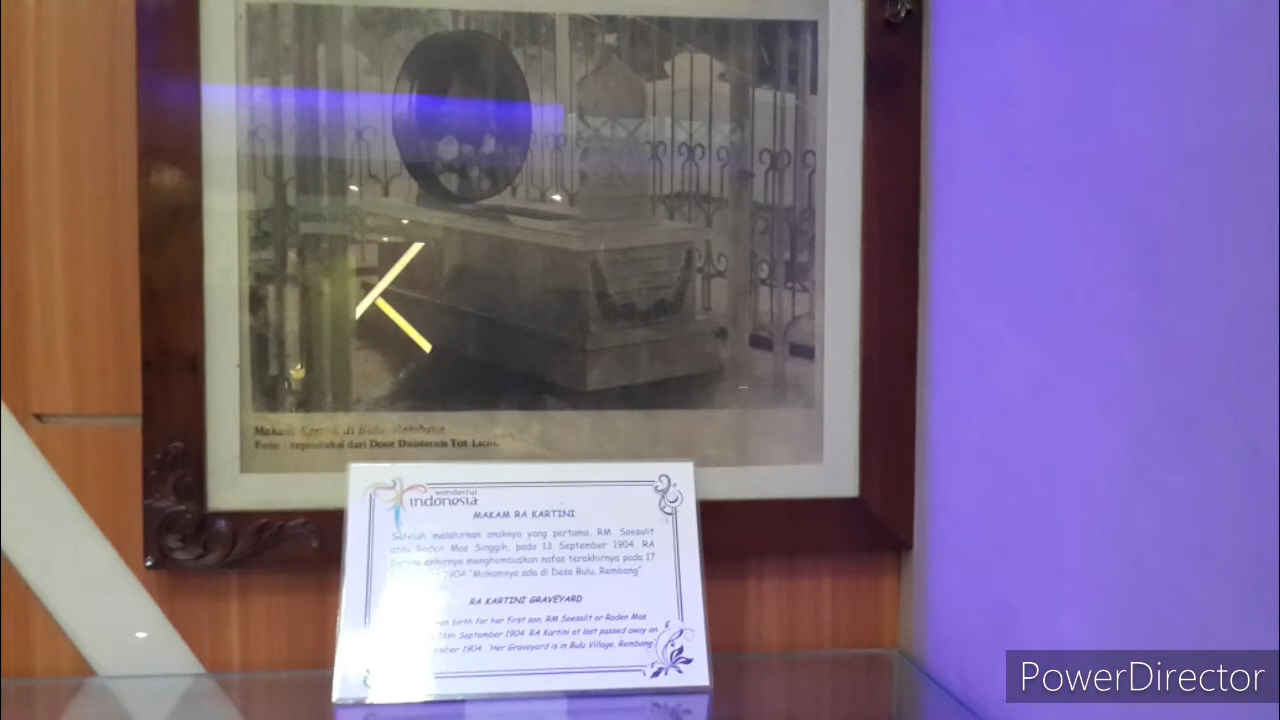 Makam Kartini di Bulu, Rembang.
Foto : reproduksi dari Door Duisternis Tot Licht.
wonderful
indonesia
MAKAM RA KARTINI
Setelah melahirkan anaknya yang pertama, RM. Soesalit
atau Raden Mas Singgih, pada 13 September 1904. RA
akhirnya menghembuskan nafas terakhirnya pada 17
1904 "Makamnya ada di Desa Bulu, Rembang"
RA KARTINI GRAVEYARD
birth for her first son, RM Soesalit or Raden Mas
September 1904. RA Kartini at last passed away on
1904 "Her Graveyard is in Bulu Village, Rembang
PowerDirector